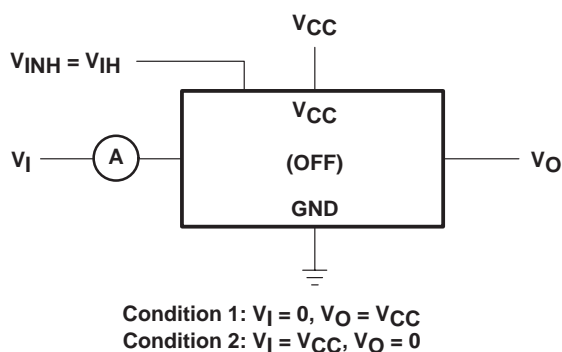 VCC
VINH = VIH
VCC
VI
A
(OFF)
VO
GND
Condition 1: VI = 0, VO = VCC
Condition 2: VI = VCC, VO = 0